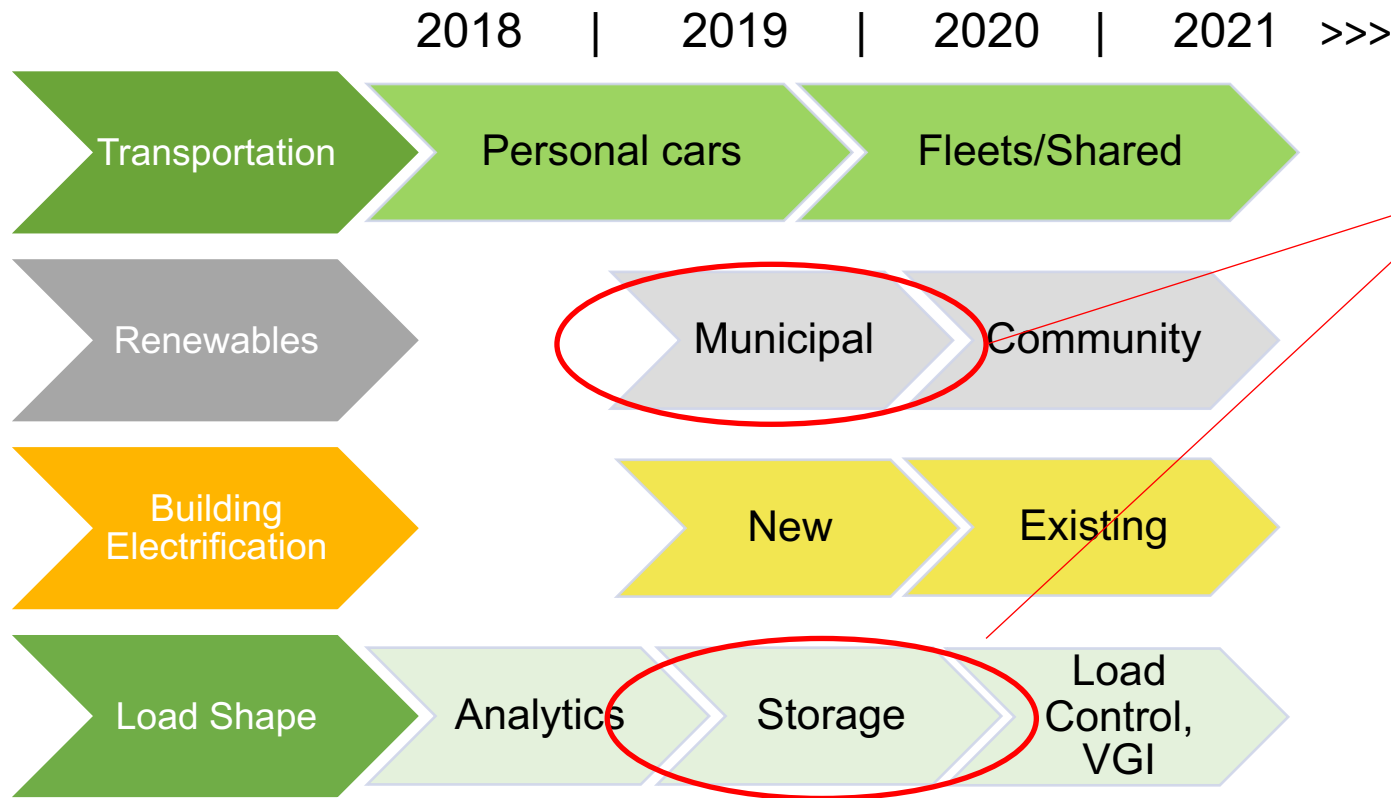 2018 | 2019 | 2020 | 2021 >>>
Transportation
Personal cars
Fleets/Shared
Renewables
Municipal
Community
Building
Electrification
New
Existing
Load Shape
Analytics
Storage
Load
Control,
VGI